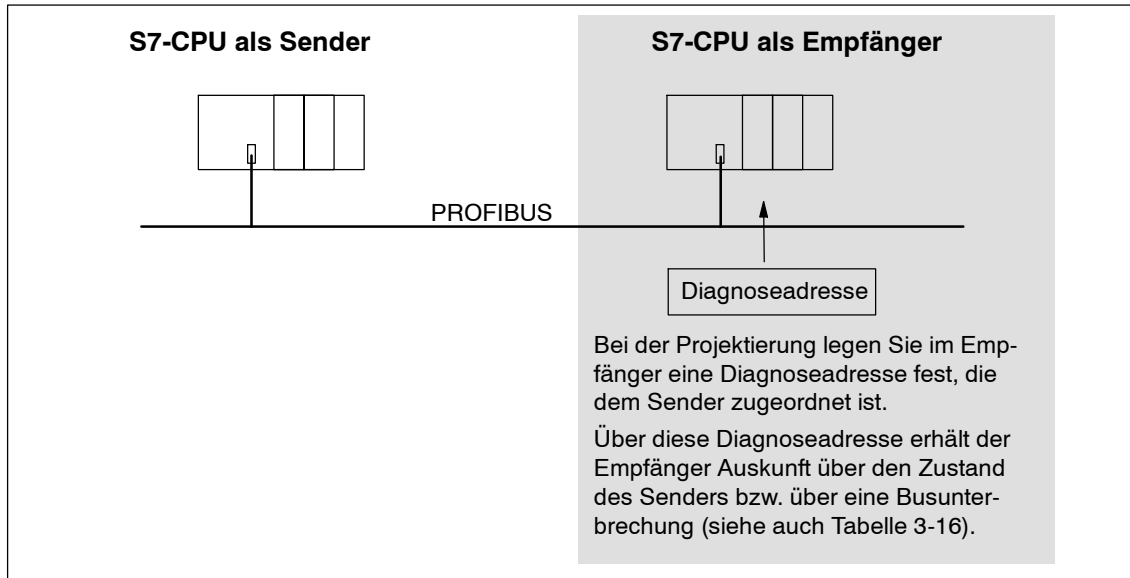 S7-CPU als Sender
S7-CPU als Empfänger
PROFIBUS
Diagnoseadresse
Bei der Projektierung legen Sie im Emp-
fänger eine Diagnoseadresse fest, die
dem Sender zugeordnet ist.
Über diese Diagnoseadresse erhält der
Empfänger Auskunft über den Zustand
des Senders bzw. über eine Busunter-
brechung (siehe auch Tabelle 3-16).